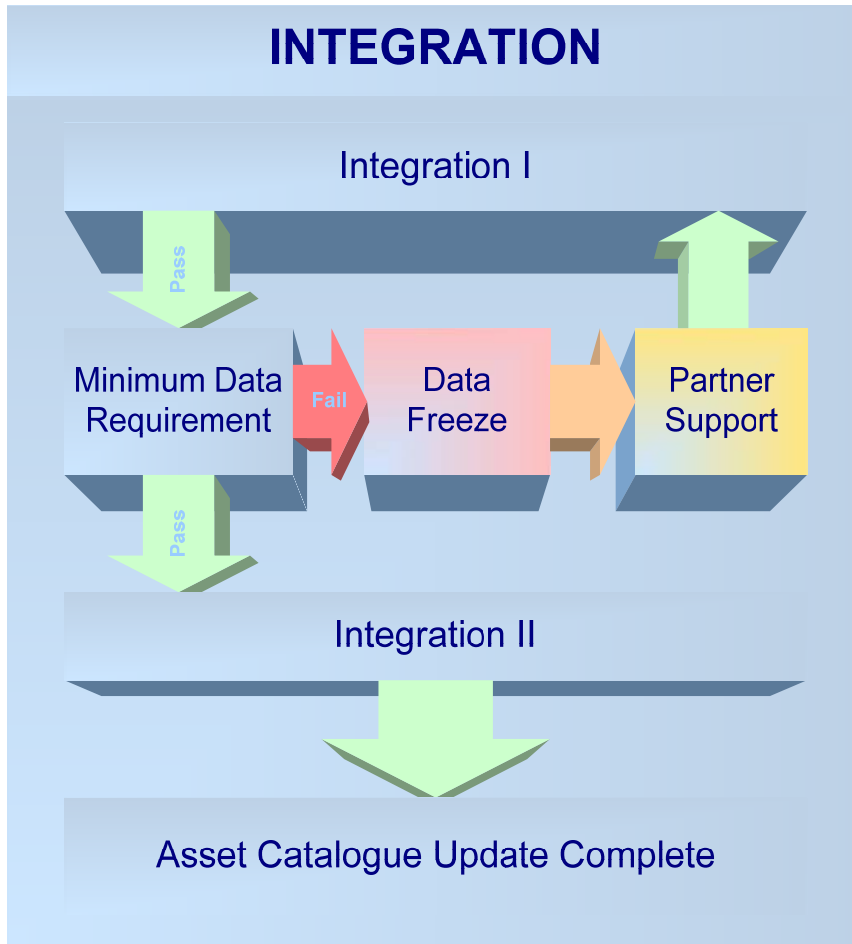 INTEGRATION
Integration I
Pass
Minimum Data
Requirement
Fail
Data
Freeze
Partner
Support
Pass
Integration II
Asset Catalogue Update Complete